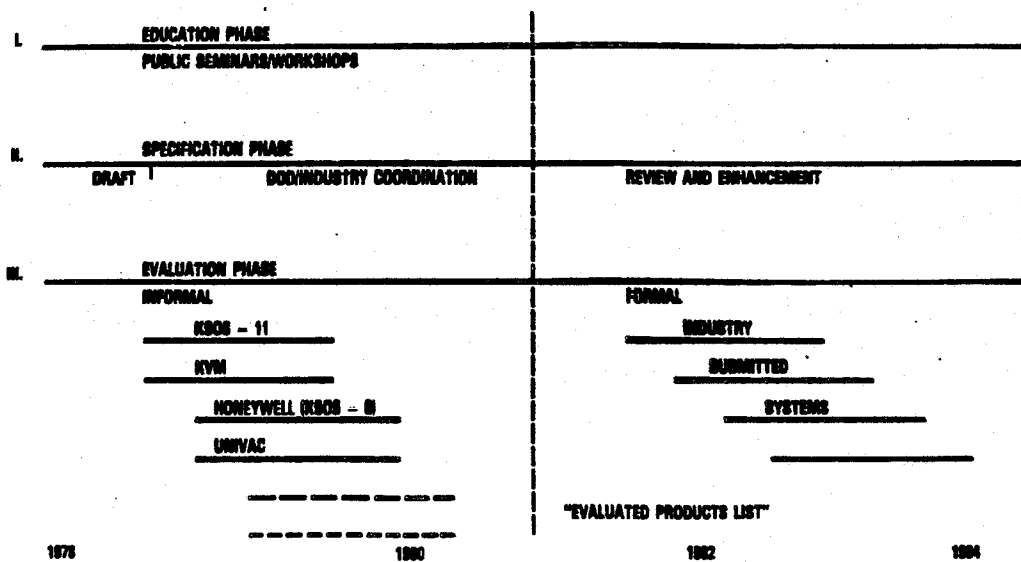 I. EDUCATION PHASE
PUBLIC SEMINARS/WORKSHOPS
II. SPECIFICATION PHASE
DRAFT DOD/INDUSTRY COORDINATION REVIEW AND ENHANCEMENT
III. EVALUATION PHASE
INFORMAL FORMAL
KSOS - 11 INDUSTRY
KVM SUBMITTED
HONEYWELL (KSOS - 6) SYSTEMS
UNIVAC
"EVALUATED PRODUCTS LIST"
1978 1980 1982 1984